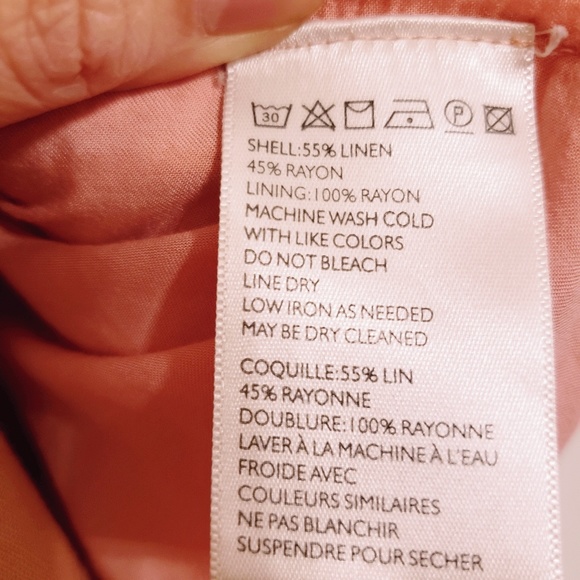 30 P
SHELL:55% LINEN
45% RAYON
LINING:100% RAYON
MACHINE WASH COLD
WITH LIKE COLORS
DO NOT BLEACH
LINE DRY
LOW IRON AS NEEDED
MAY BE DRY CLEANED
COQUILLE:55% LIN
45% RAYONNE
DOUBLURE:100% RAYONNE
LAVER À LA MACHINE À L'EAU
FROIDE AVEC
COULEURS SIMILAIRES
NE PAS BLANCHIR
SUSPENDRE POUR SECHER